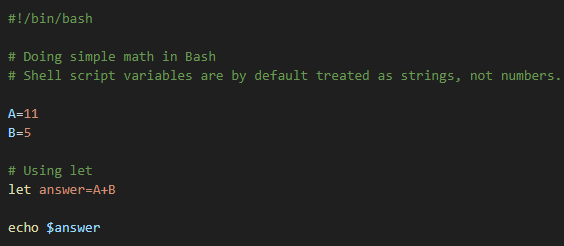 #!/bin/bash
# Doing simple math in Bash
# Shell script variables are by default treated as strings, not numbers.
A=11
B=5
# Using let
let answer=A+B
echo $answer